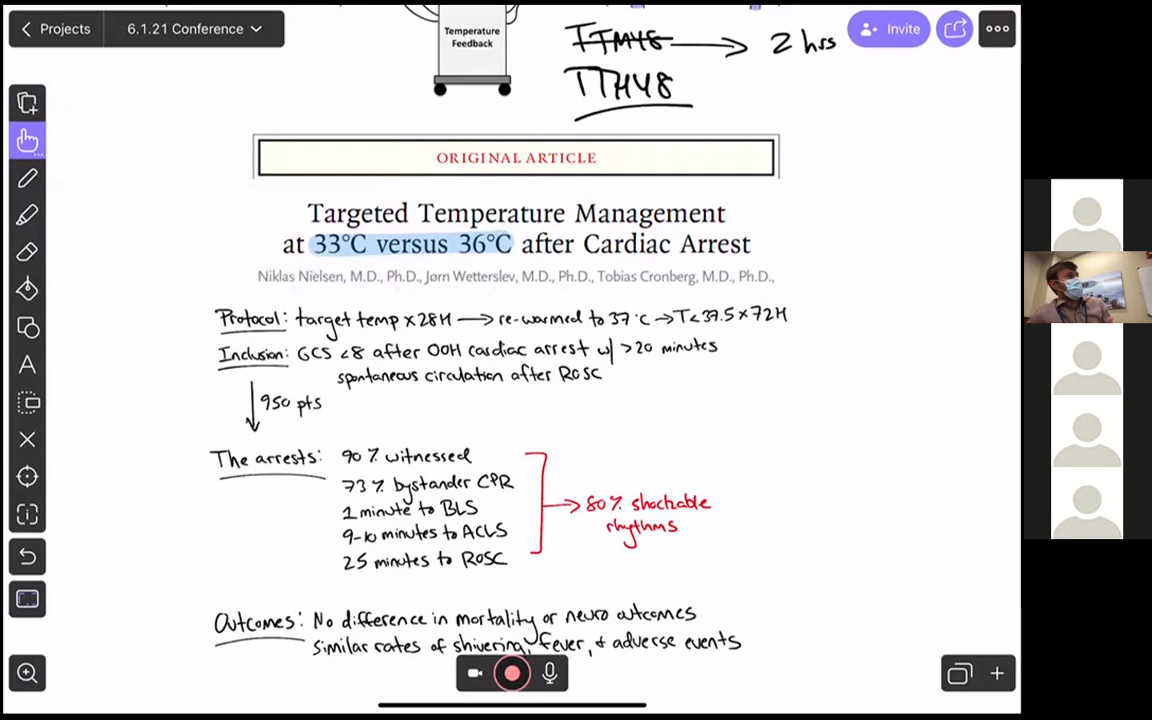 Projects
6.1.21 Conference
Invite
Temperature
Feedback
TTM48 → 2 hrs
TTM48
ORIGINAL ARTICLE
Targeted Temperature Management
at 33°C versus 36°C after Cardiac Arrest
Niklas Nielsen, M.D., Ph.D., Jørn Wetterslev, M.D., Ph.D., Tobias Cronberg, M.D., Ph.D.,
Protocol: target temp x 28H → re-warmed to 37°C → T<37.5 x 72H
Inclusion: GCS <8 after OOH cardiac arrest w/ >20 minutes
spontaneous circulation after ROSC
950 pts
The arrests: 90% witnessed
73% bystander CPR
1 minute to BLS
9-10 minutes to ACLS
25 minutes to ROSC
→ 80% shockable
rhythms
Outcomes: No difference in mortality or neuro outcomes
similar rates of shivering, fever, + adverse events